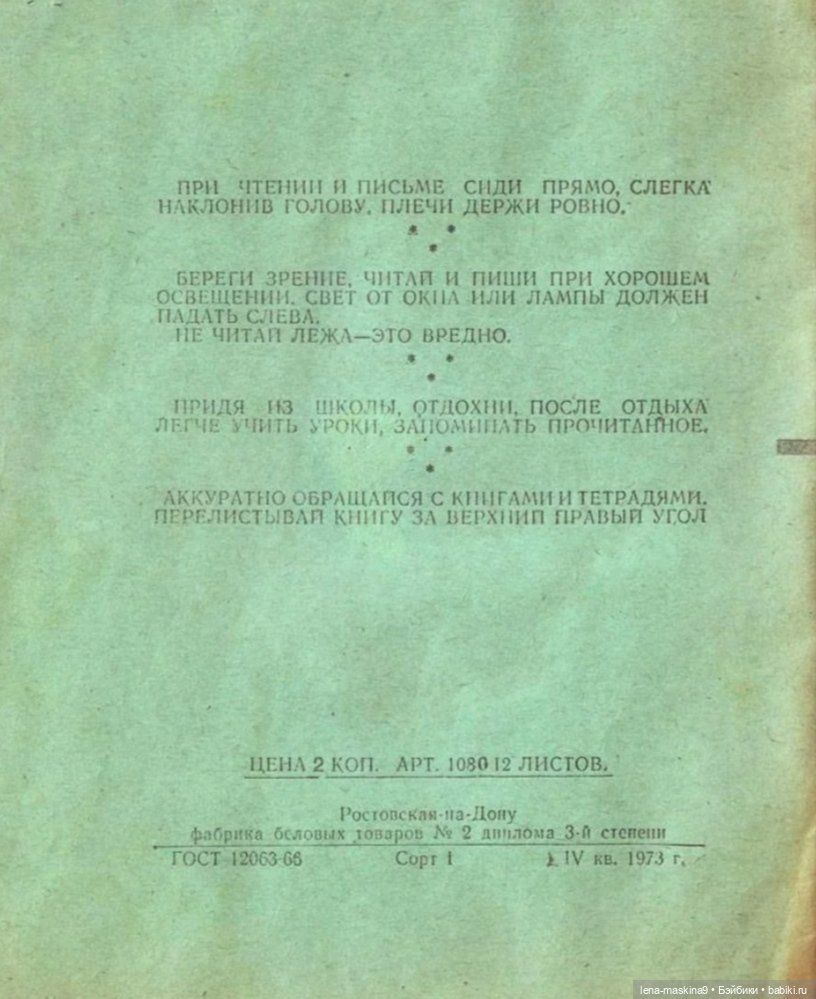 ПРИ ЧТЕНИИ И ПИСЬМЕ СИДИ ПРЯМО, СЛЕГКА
НАКЛОНИВ ГОЛОВУ. ПЛЕЧИ ДЕРЖИ РОВНО.
* *
*
БЕРЕГИ ЗРЕНИЕ, ЧИТАЙ И ПИШИ ПРИ ХОРОШЕМ
ОСВЕЩЕНИИ. СВЕТ ОТ ОКНА ИЛИ ЛАМПЫ ДОЛЖЕН
ПАДАТЬ СЛЕВА.
НЕ ЧИТАЙ ЛЕЖА—ЭТО ВРЕДНО.
* *
*
ПРИДЯ ИЗ ШКОЛЫ, ОТДОХНИ, ПОСЛЕ ОТДЫХА
ЛЕГЧЕ УЧИТЬ УРОКИ, ЗАПОМИНАТЬ ПРОЧИТАННОЕ.
* *
*
АККУРАТНО ОБРАЩАЙСЯ С КНИГАМИ И ТЕТРАДЯМИ.
ПЕРЕЛИСТЫВАЙ КНИГУ ЗА ВЕРХНИЙ ПРАВЫЙ УГОЛ
ЦЕНА 2 КОП. АРТ. 1080 12 ЛИСТОВ.
Ростовская-на-Дону
фабрика беловых товаров № 2 диплома 3-й степени
ГОСТ 12063-66 Сорт I IV кв. 1973 г.
lena-maskina9 • Бэйбики • babiki.ru